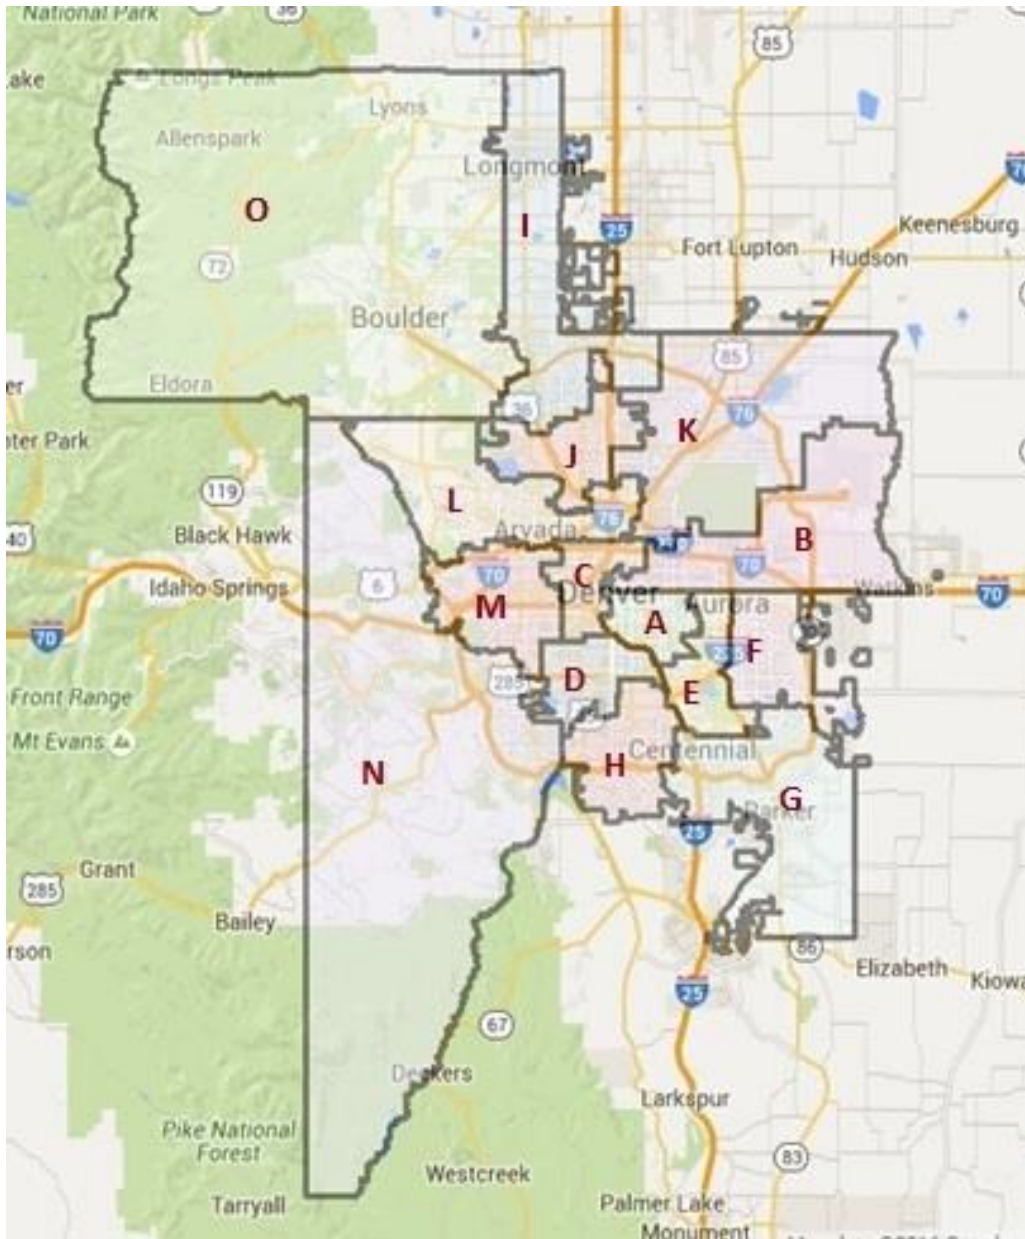 National Park
36
85
Lake
Longs Peak
Lyons
Allenspark
Longmont
O
I
25
Keenesburg
Fort Lupton
Hudson
72
Boulder
85
Eldora
36
76
K
nter Park
J
119
L
76
Arvada
40
Black Hawk
B
70
70
Idaho Springs
6
C
Denver
Watkins
70
M
Aurora
A
70
225
F
285
D
E
Front Range
Mt Evans
Centennial
N
H
G
Parker
25
Grant
285
Bailey
rson
86
Elizabeth
Kiowa
25
67
Deckers
Larkspur
Pike National
Forest
83
Westcreek
Tarryall
Palmer Lake
Monument